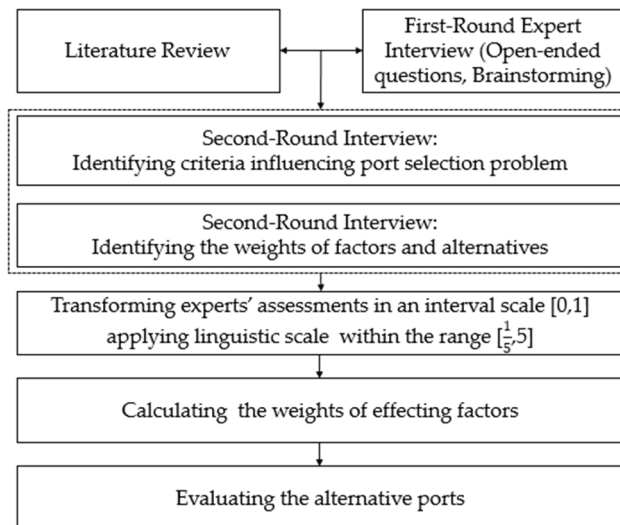 Literature Review
First-Round Expert
Interview (Open-ended
questions, Brainstorming)
Second-Round Interview:
Identifying criteria influencing port selection problem
Second-Round Interview:
Identifying the weights of factors and alternatives
Transforming experts' assessments in an interval scale [0,1]
applying linguistic scale within the range [1/5,5]
Calculating the weights of effecting factors
Evaluating the alternative ports